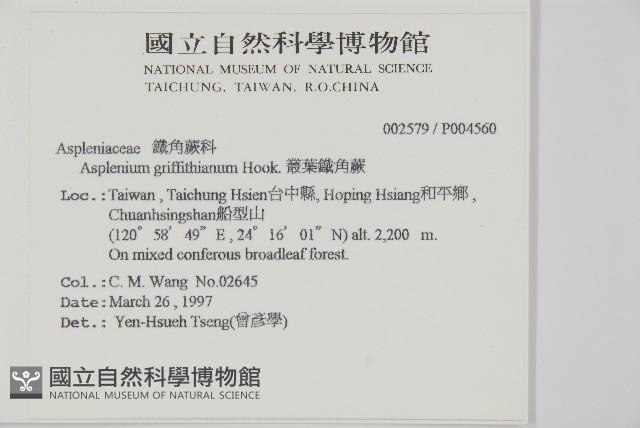 國立自然科學博物館
NATIONAL MUSEUM OF NATURAL SCIENCE
TAICHUNG, TAIWAN, R.O.CHINA
002579 / P004560
Aspleniaceae 鐵角蕨科
Asplenium griffithianum Hook. 叢葉鐵角蕨
Loc.:Taiwan , Taichung Hsien台中縣, Hoping Hsiang和平鄉 ,
Chuanhsingshan船型山
(120° 58' 49" E , 24° 16' 01" N) alt. 2,200 m.
On mixed conferous broadleaf forest.
Col.: C. M. Wang No.02645
Date:March 26 , 1997
Det.: Yen-Hsueh Tseng(曾彥學)
國立自然科學博物館
NATIONAL MUSEUM OF NATURAL SCIENCE